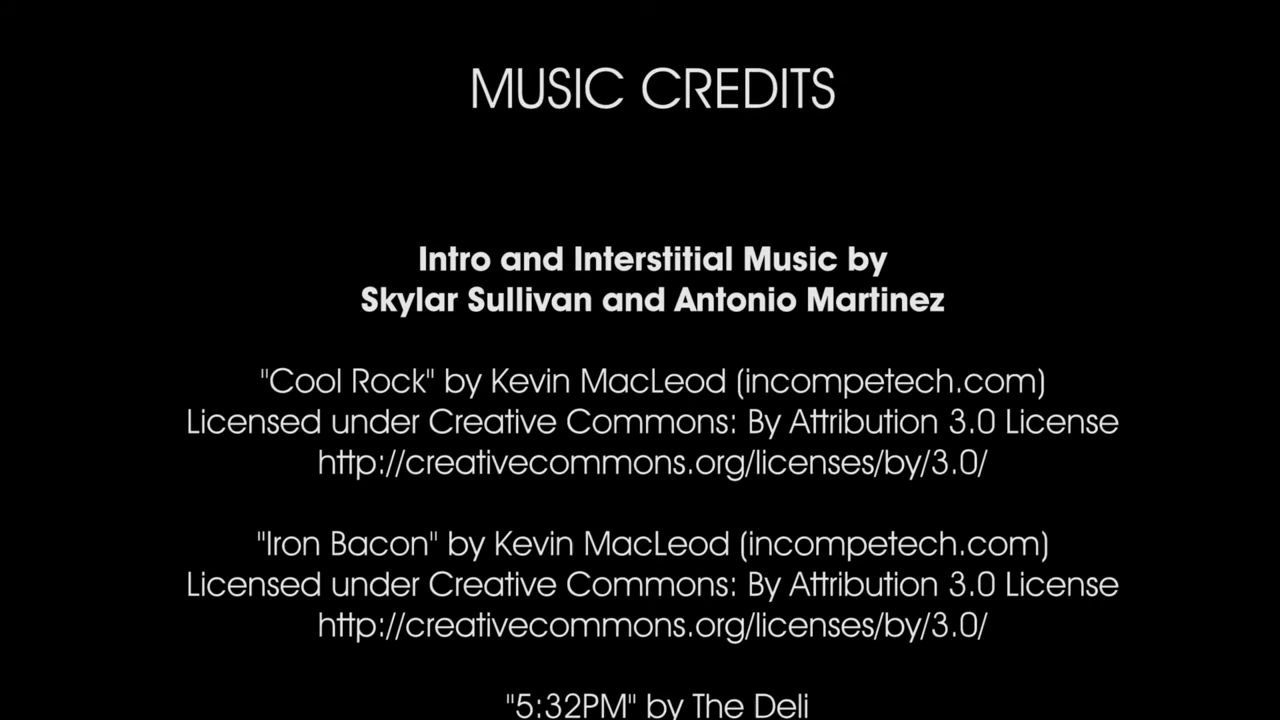 MUSIC CREDITS
Intro and Interstitial Music by
Skylar Sullivan and Antonio Martinez
"Cool Rock" by Kevin MacLeod (incompetech.com)
Licensed under Creative Commons: By Attribution 3.0 License
http://creativecommons.org/licenses/by/3.0/
"Iron Bacon" by Kevin MacLeod (incompetech.com)
Licensed under Creative Commons: By Attribution 3.0 License
http://creativecommons.org/licenses/by/3.0/
"5:32PM" by The Deli